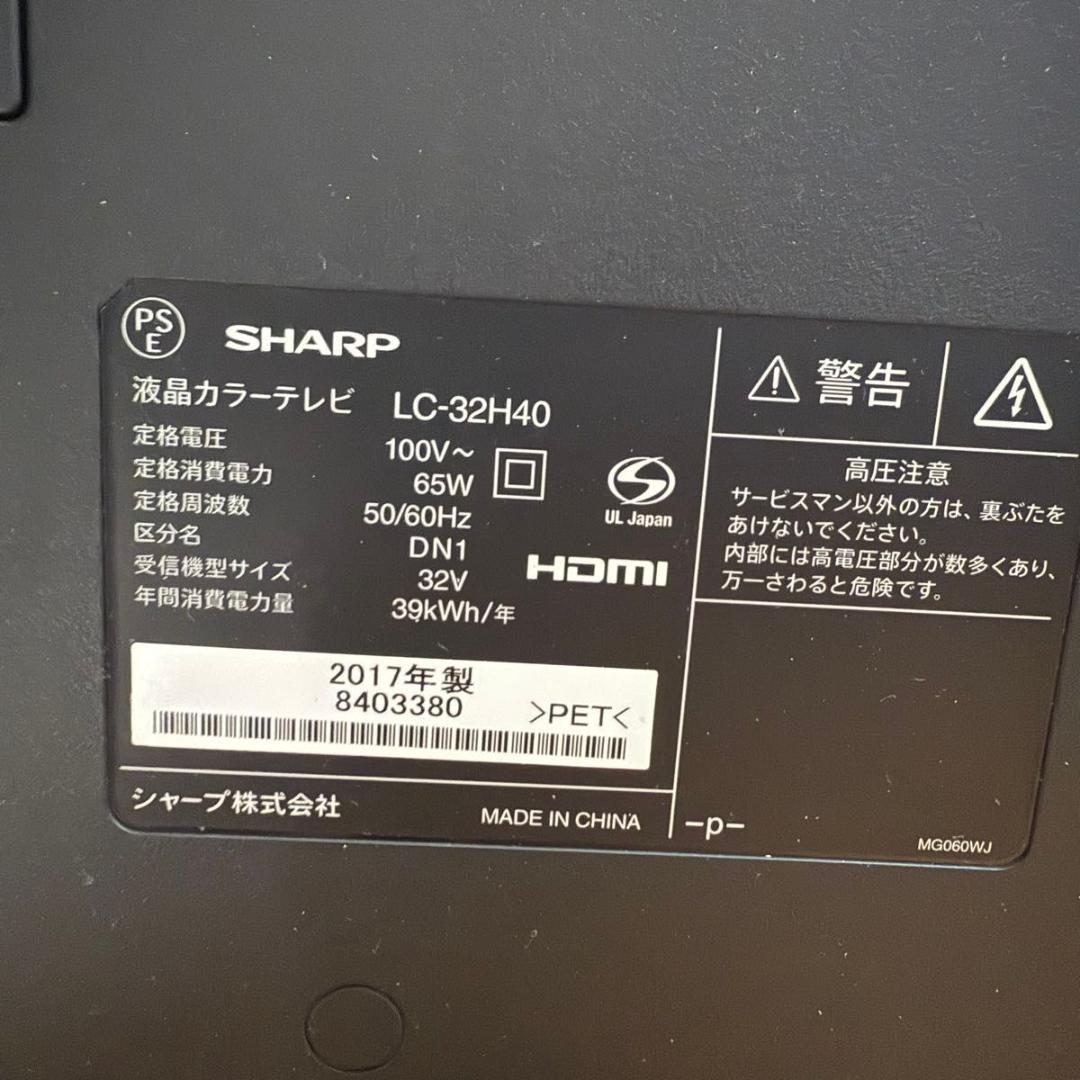 PS
E
SHARP
液晶カラーテレビ LC-32H40
定格電圧 100V～
定格消費電力 65W
定格周波数 50/60Hz
区分名 DN1
受信機型サイズ 32V
年間消費電力量 39kWh/年
UL Japan
HDMI
2017年製
8403380
>PET<
シャープ株式会社
MADE IN CHINA
警告
高圧注意
サービスマン以外の方は、裏ぶたを
あけないでください。
内部には高電圧部分が数多くあり、
万一さわると危険です。
-p-
MG060WJ